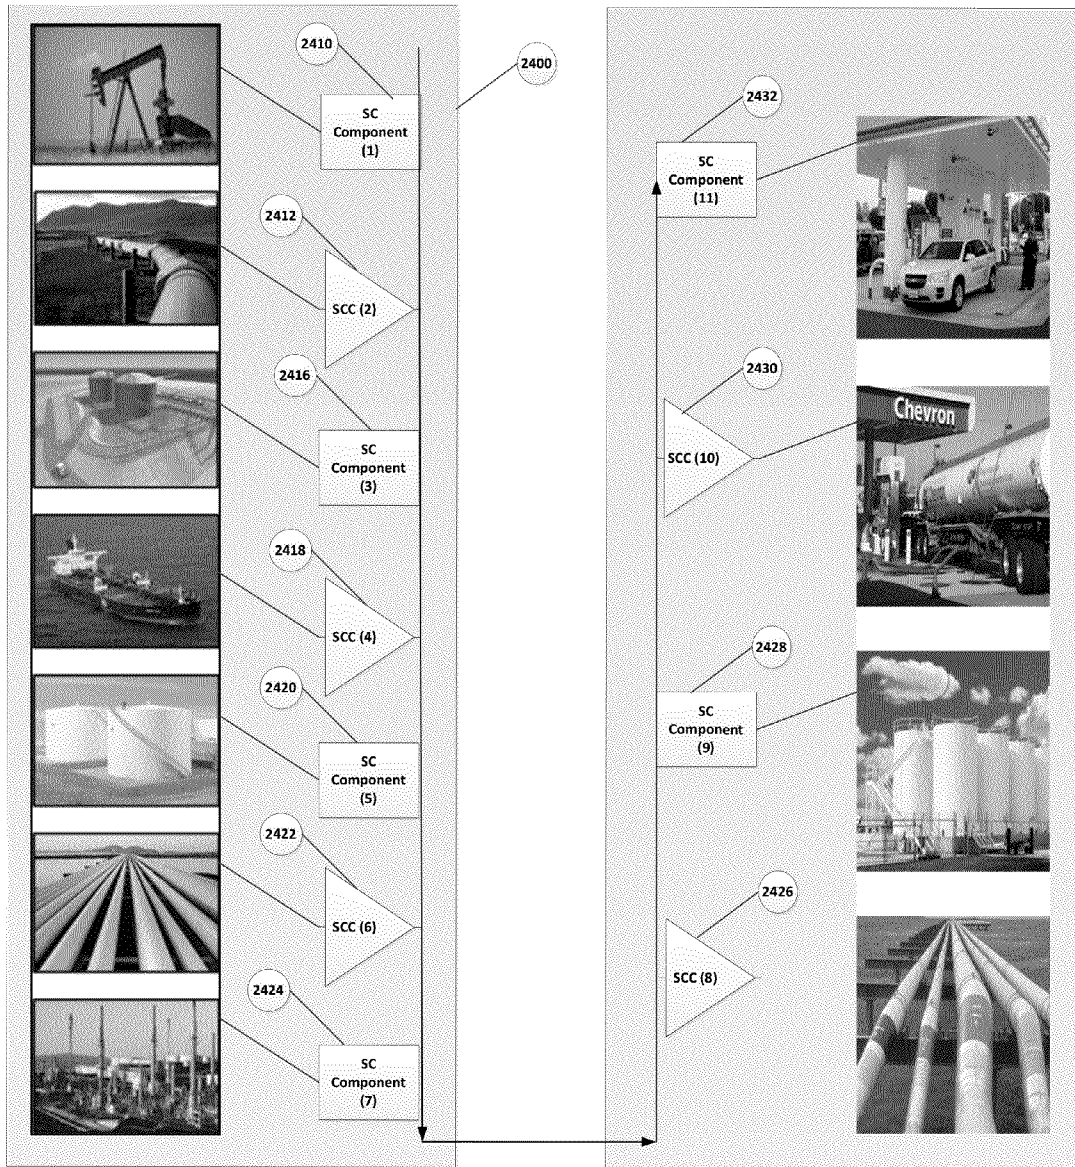 2410
SC
Component
(1)
2400
2412
SCC (2)
2416
SC
Component
(3)
2418
SCC (4)
2420
SC
Component
(5)
2422
SCC (6)
2424
SC
Component
(7)
2432
SC
Component
(11)
2430
SCC (10)
Chevron
2428
SC
Component
(9)
2426
SCC (8)